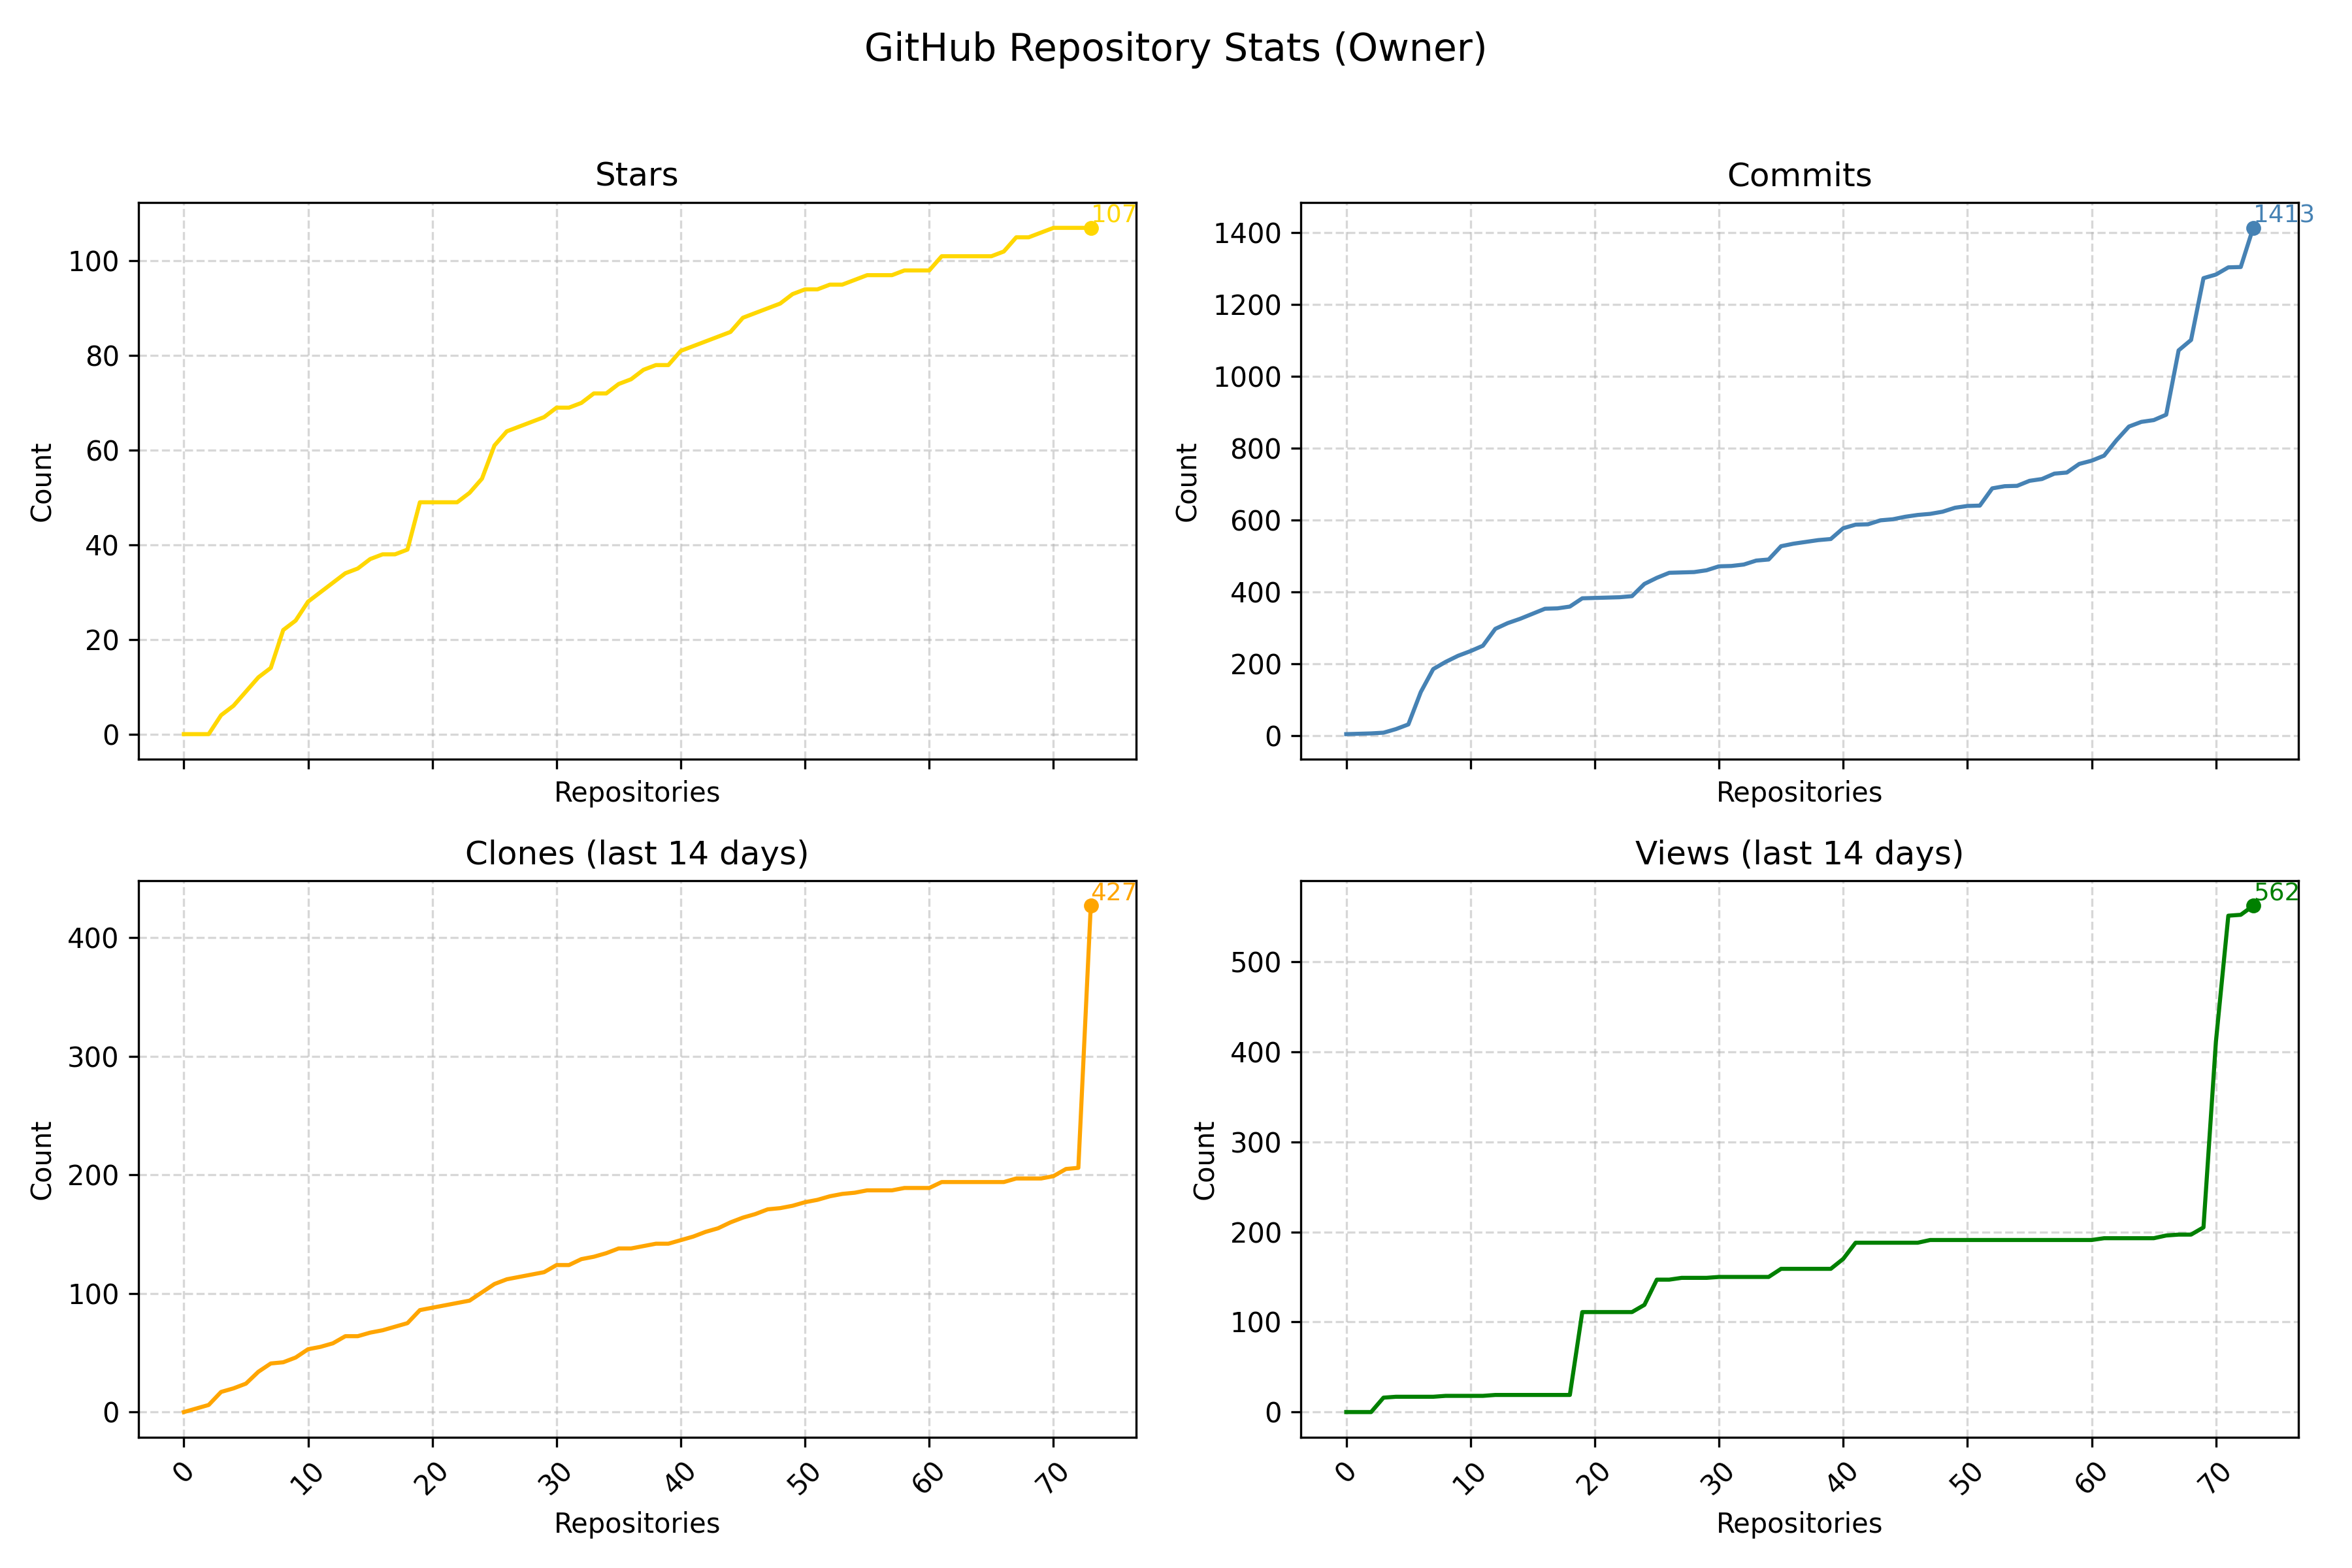 GitHub Repository Stats (Owner)
Stars
107
100
80
60
40
20
0
Count
Repositories
Commits
1413
1400
1200
1000
800
600
400
200
0
Count
Repositories
Clones (last 14 days)
427
400
300
200
100
0
Count
0 10 20 30 40 50 60 70
Repositories
Views (last 14 days)
562
500
400
300
200
100
0
Count
0 10 20 30 40 50 60 70
Repositories